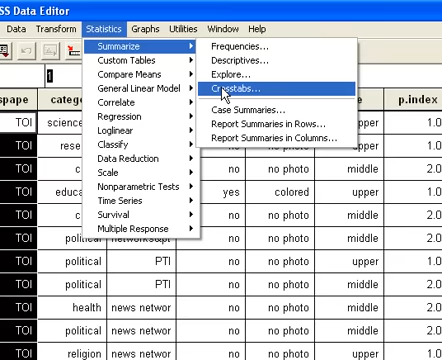 SS Data Editor
Data Transform Statistics Graphs Utilities Window Help
1
Summarize
Custom Tables
Compare Means
General Linear Model
Correlate
Regression
Loglinear
Classify
Data Reduction
Scale
Nonparametric Tests
Time Series
Survival
Multiple Response
Frequencies...
Descriptives...
Explore...
Crosstabs...
Case Summaries...
Report Summaries in Rows...
Report Summaries in Columns...
spape categ p.index
TOI science upper 1.0
TOI rese middle 2.0
TOI c upper 1.0
TOI educa yes colored middle 2.0
TOI c no no photo middle 2.0
TOI political networks&pt no no photo middle 2.0
TOI political PTI no no photo upper 1.0
TOI political PTI no no photo middle 2.0
TOI health news networ no no photo middle 2.0
TOI political news networ no no photo middle 2.0
TOI religion news networ no no photo upper 1.0